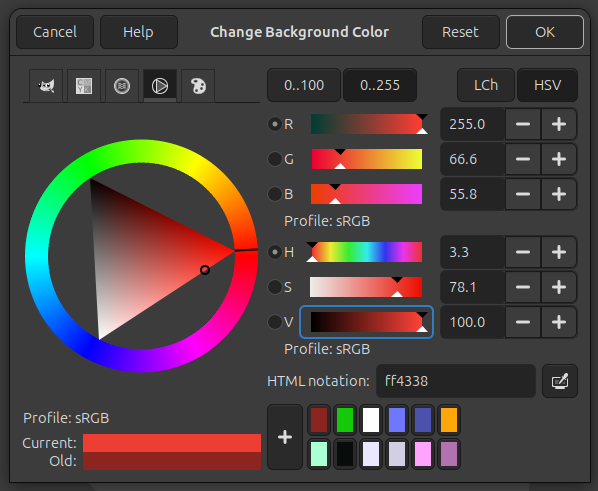 Cancel Help Change Background Color Reset OK
0..100 0..255 LCh HSV
R 255.0
G 66.6
B 55.8
Profile: sRGB
H 3.3
S 78.1
V 100.0
Profile: sRGB
HTML notation: ff4338
Profile: sRGB
Current:
Old: